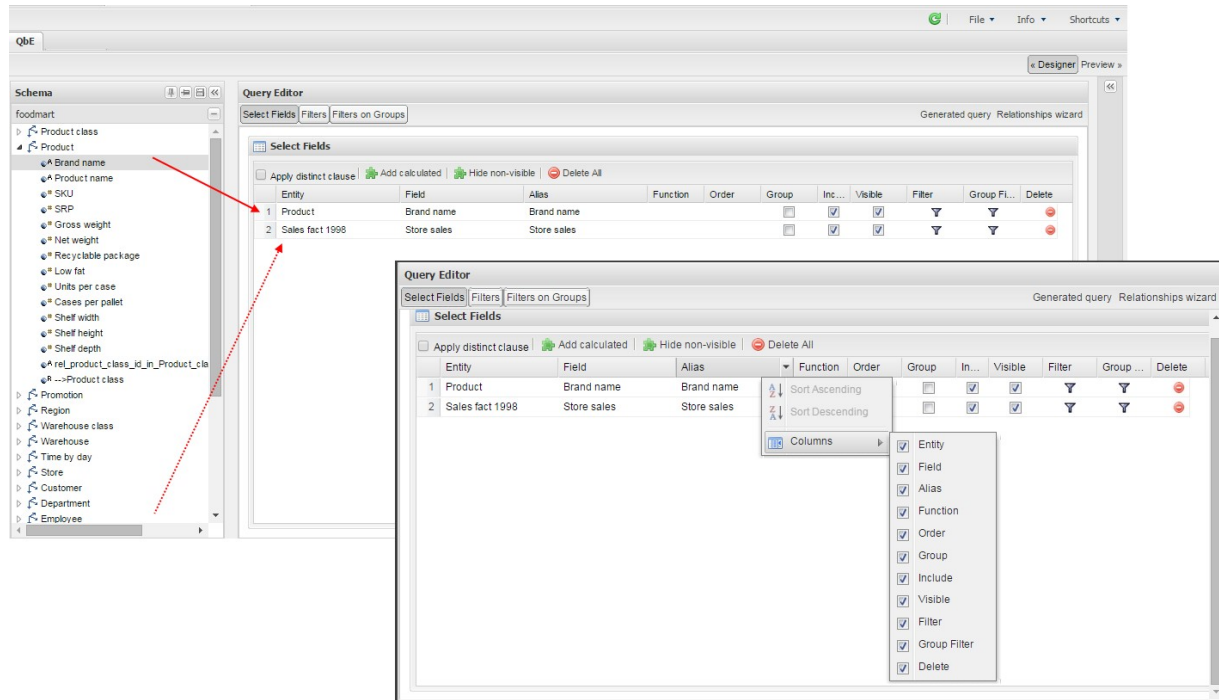 File Info Shortcuts
QbE
« Designer Preview »
Schema
foodmart
Product class
Product
Brand name
Product name
SKU
SRP
Gross weight
Net weight
Recyclable package
Low fat
Units per case
Cases per pallet
Shelf width
Shelf height
Shelf depth
rel_product_class_id_in_Product_cla
-->Product class
Promotion
Region
Warehouse class
Warehouse
Time by day
Store
Customer
Department
Employee
Query Editor
Select Fields Filters Filters on Groups Generated query Relationships wizard
Select Fields
Apply distinct clause Add calculated Hide non-visible Delete All
Entity Field Alias Function Order Group Inc... Visible Filter Group Fi... Delete
1 Product Brand name Brand name
2 Sales fact 1998 Store sales Store sales
Query Editor
Select Fields Filters Filters on Groups Generated query Relationships wizard
Select Fields
Apply distinct clause Add calculated Hide non-visible Delete All
Entity Field Alias Function Order Group In... Visible Filter Group ... Delete
1 Product Brand name Brand name
2 Sales fact 1998 Store sales Store sales
Sort Ascending
Sort Descending
Columns
Entity
Field
Alias
Function
Order
Group
Include
Visible
Filter
Group Filter
Delete